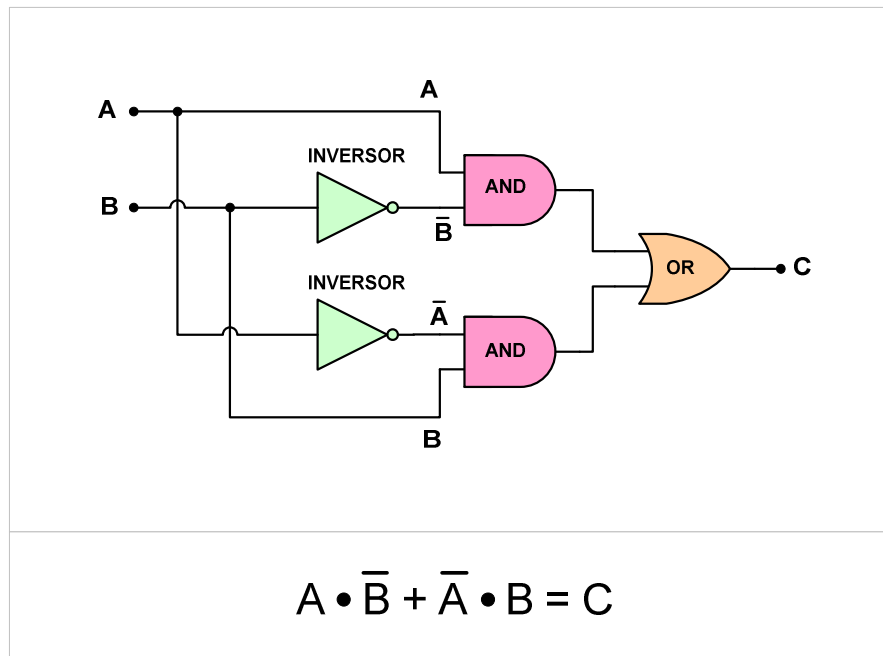 A
A
INVERSOR
AND
B
B̅
OR
C
INVERSOR
A̅
AND
B
A • B̅ + A̅ • B = C